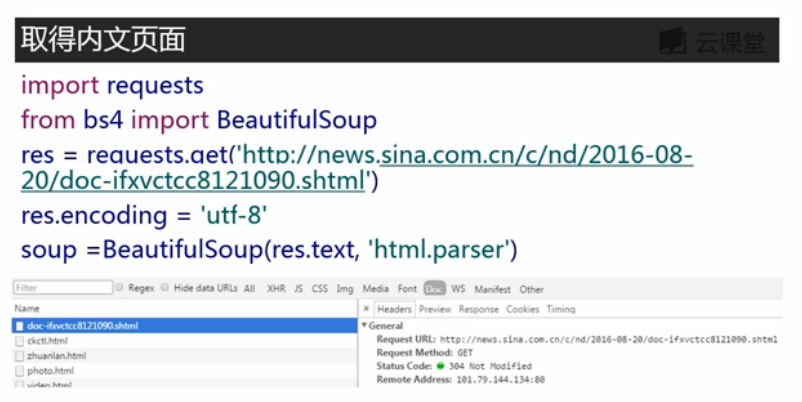 取得内文页面
云课堂
import requests
from bs4 import BeautifulSoup
res = requests.get('http://news.sina.com.cn/c/nd/2016-08-
20/doc-ifxvctcc8121090.shtml')
res.encoding = 'utf-8'
soup =BeautifulSoup(res.text, 'html.parser')
Filter Regex Hide data URLs All XHR JS CSS Img Media Font Doc WS Manifest Other
Name
× Headers Preview Response Cookies Timing
doc-ifxvctcc8121090.shtml
ckctl.html
zhuanlan.html
photo.html
video.html
▼General
Request URL: http://news.sina.com.cn/c/nd/2016-08-20/doc-ifxvctcc8121090.shtml
Request Method: GET
Status Code: 304 Not Modified
Remote Address: 101.79.144.134:80